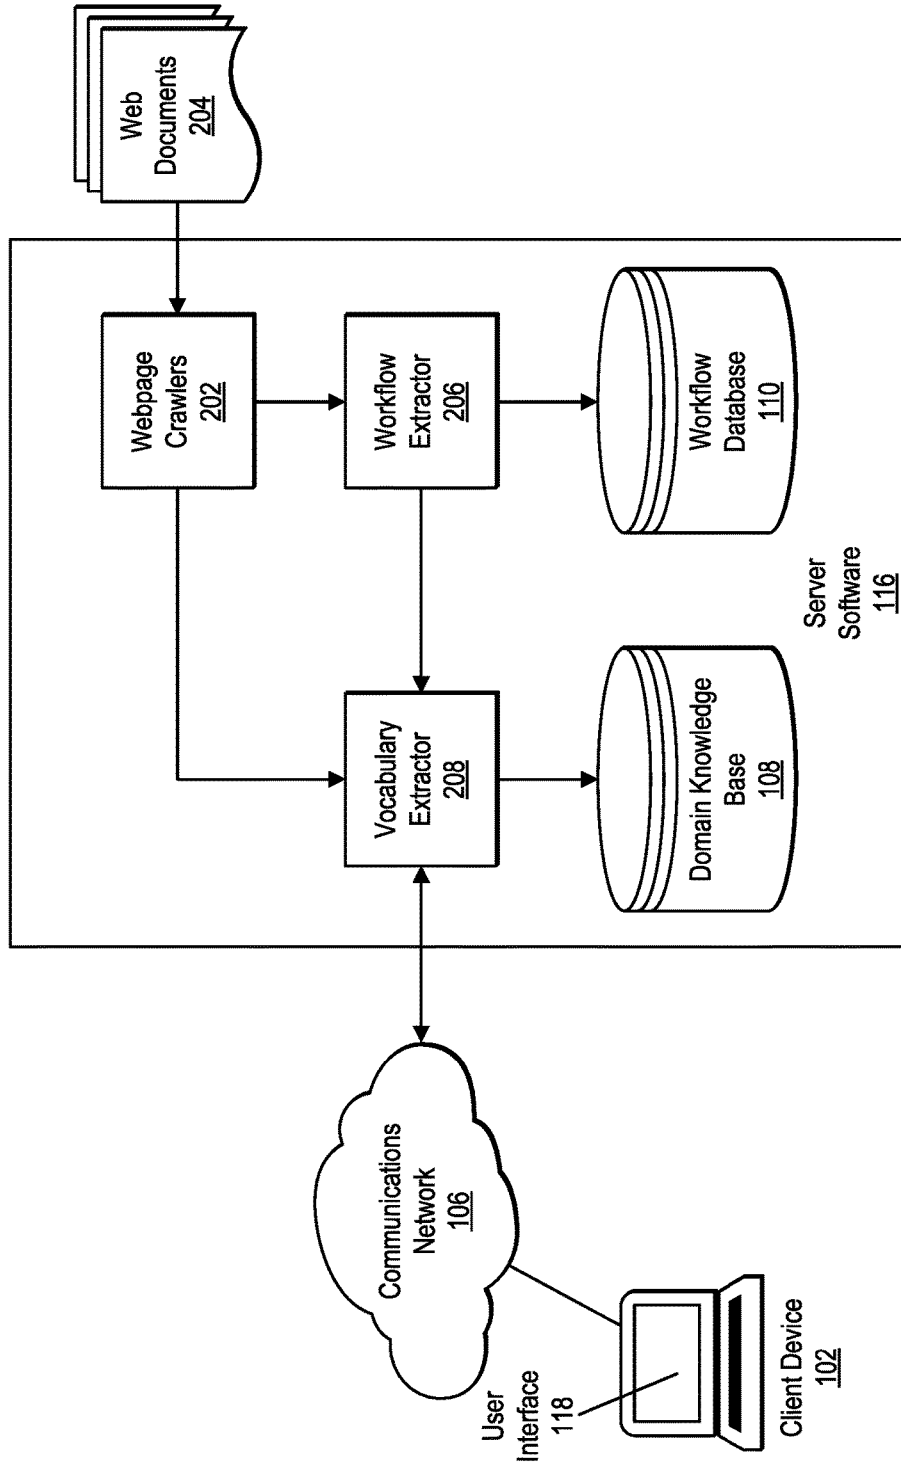 Web
Documents
204
Webpage
Crawlers
202
Workflow
Extractor
206
Vocabulary
Extractor
208
Workflow
Database
110
Domain Knowledge
Base
108
Server
Software
116
Communications
Network
106
User
Interface
118
Client Device
102